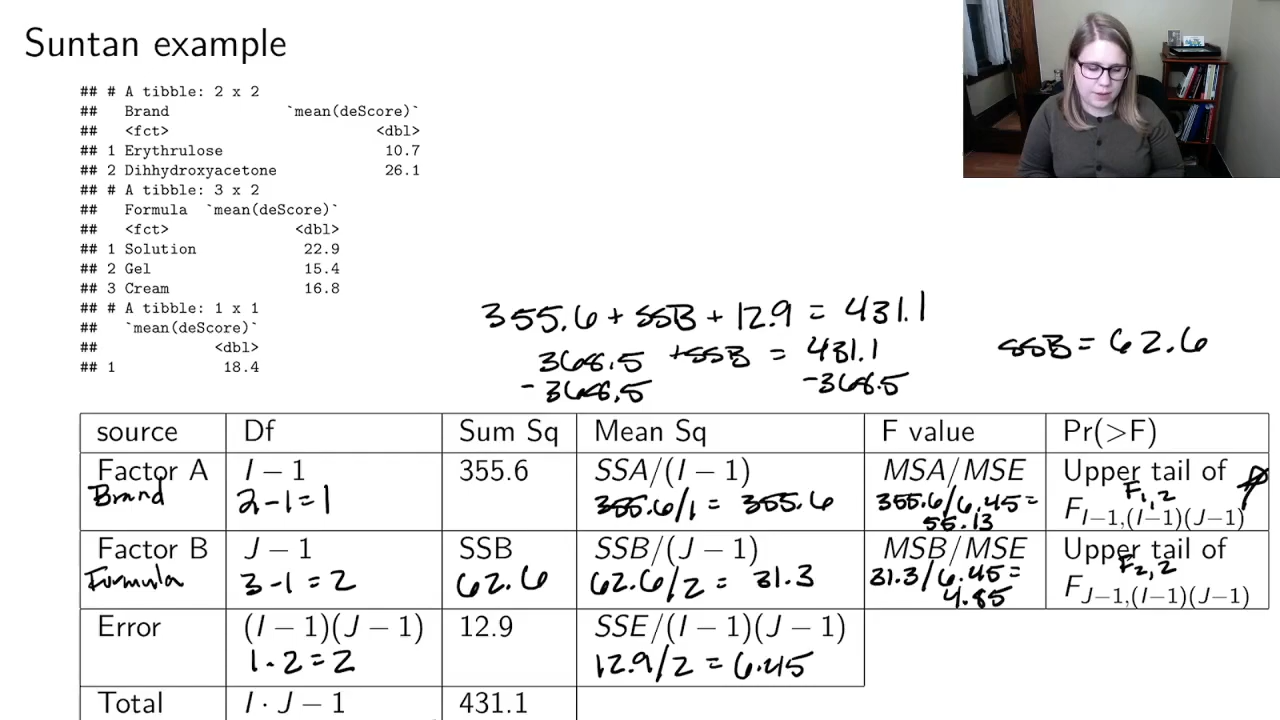 Suntan example
## # A tibble: 2 x 2
## Brand `mean(deScore)`
## <fct> <dbl>
## 1 Erythrulose 10.7
## 2 Dihhydroxyacetone 26.1
## # A tibble: 3 x 2
## Formula `mean(deScore)`
## <fct> <dbl>
## 1 Solution 22.9
## 2 Gel 15.4
## 3 Cream 16.8
## # A tibble: 1 x 1
## `mean(deScore)`
## <dbl>
## 1 18.4
355.6 + SSB + 12.9 = 431.1
368.5 + SSB = 431.1
-368.5 -368.5
SSB = 62.6
source Df Sum Sq Mean Sq F value Pr(>F)
Factor A I − 1 355.6 SSA/(I − 1) MSA/MSE Upper tail of
Brand 2-1=1 355.6/1 = 355.6 355.6/6.45= F1,2
55.13 F_{I−1,(I−1)(J−1)}
Factor B J − 1 SSB SSB/(J − 1) MSB/MSE Upper tail of
Formula 3-1=2 62.6 62.6/2 = 31.3 31.3/6.45= F2,2
4.85 F_{J−1,(I−1)(J−1)}
Error (I − 1)(J − 1) 12.9 SSE/(I − 1)(J − 1)
1·2=2 12.9/2 = 6.45
Total I · J − 1 431.1